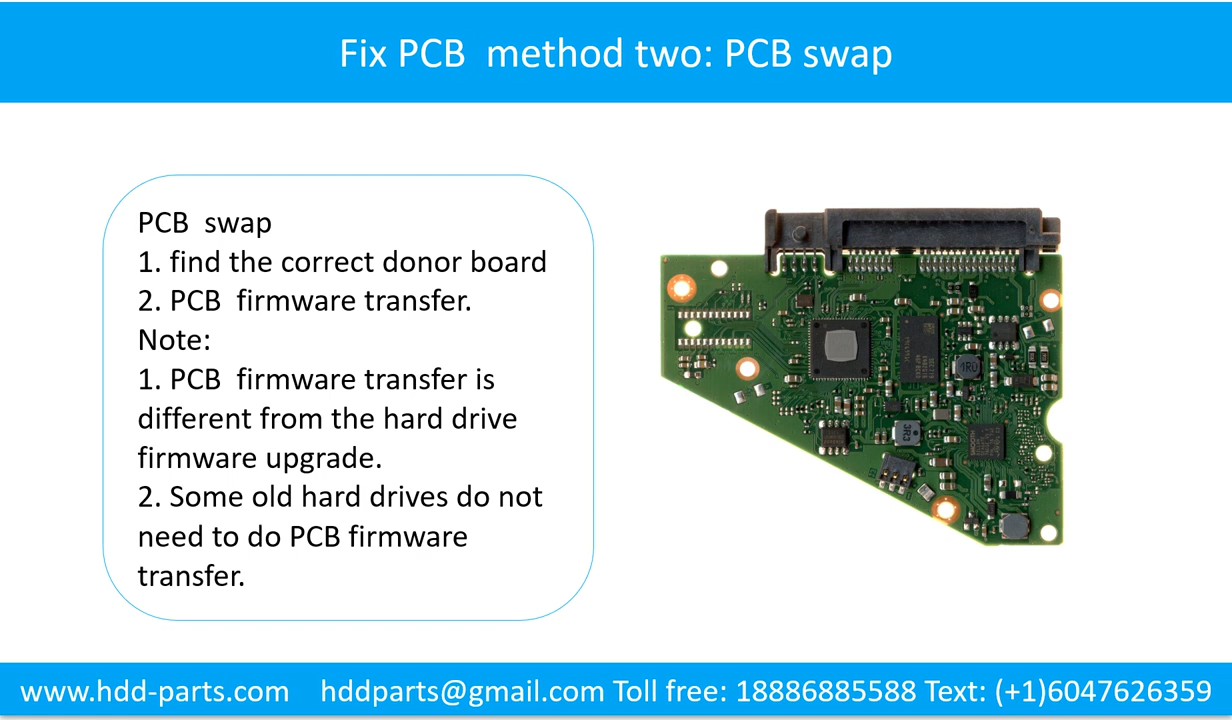 Fix PCB  method two: PCB swap
PCB  swap
1. find the correct donor board
2. PCB  firmware transfer.
Note:
1. PCB  firmware transfer is
different from the hard drive
firmware upgrade.
2. Some old hard drives do not
need to do PCB firmware
transfer.
1R0
3R3
www.hdd-parts.com    hddparts@gmail.com Toll free: 18886885588 Text: (+1)6047626359